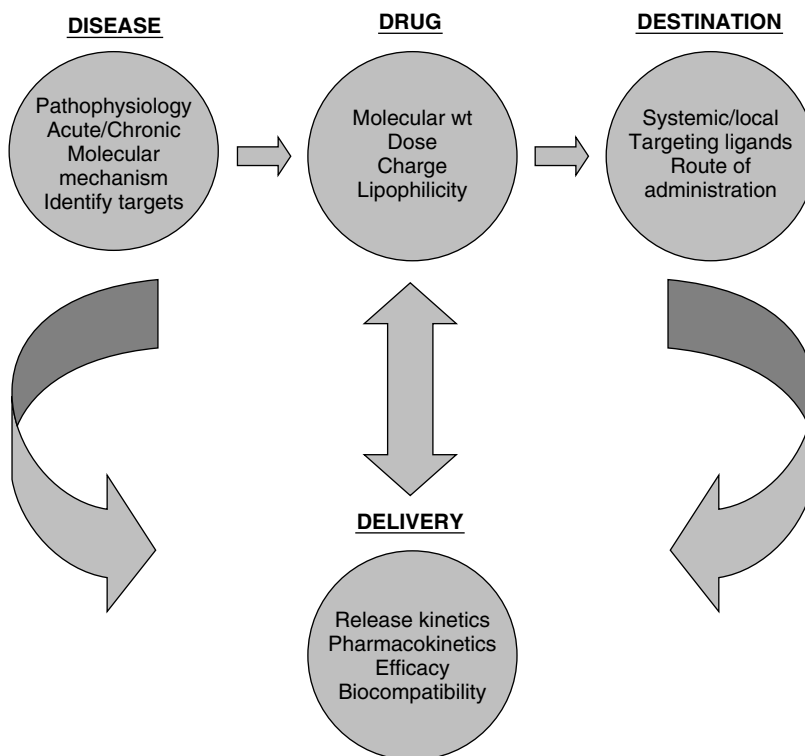 DISEASE
Pathophysiology
Acute/Chronic
Molecular
mechanism
Identify targets
DRUG
Molecular wt
Dose
Charge
Lipophilicity
DESTINATION
Systemic/local
Targeting ligands
Route of
administration
DELIVERY
Release kinetics
Pharmacokinetics
Efficacy
Biocompatibility